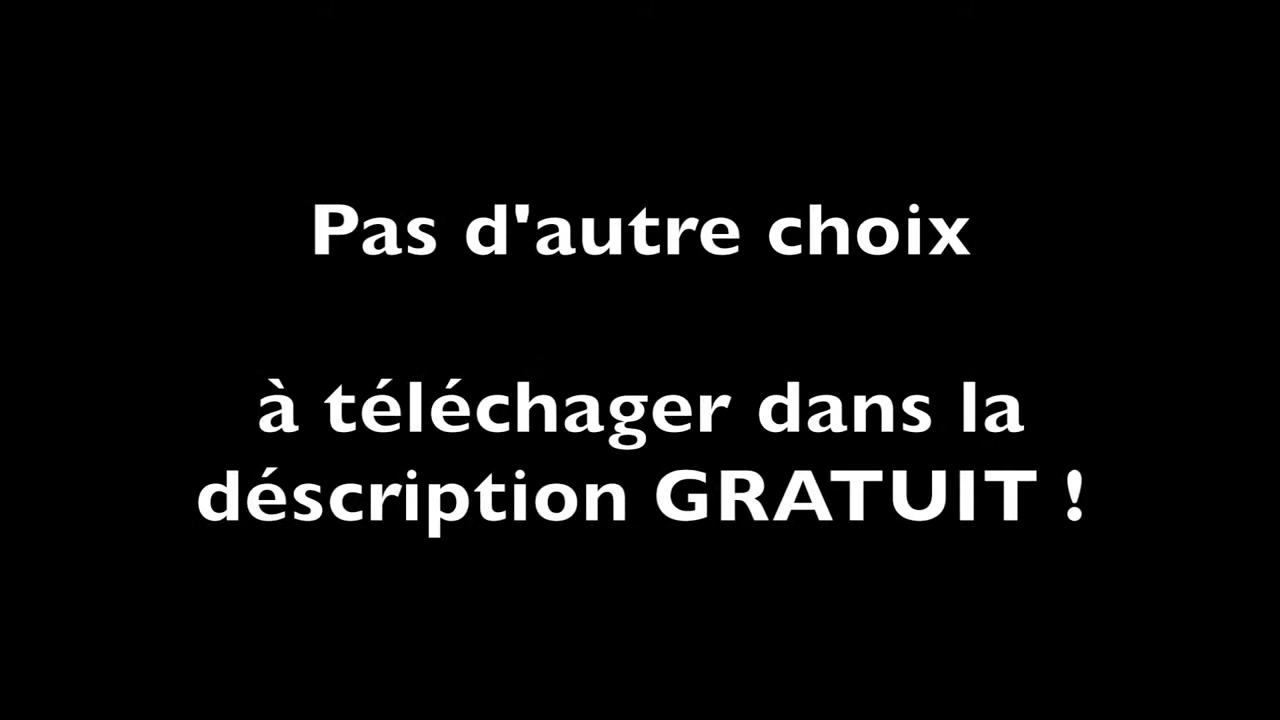 Pas d'autre choix
à téléchager dans la
déscription GRATUIT !